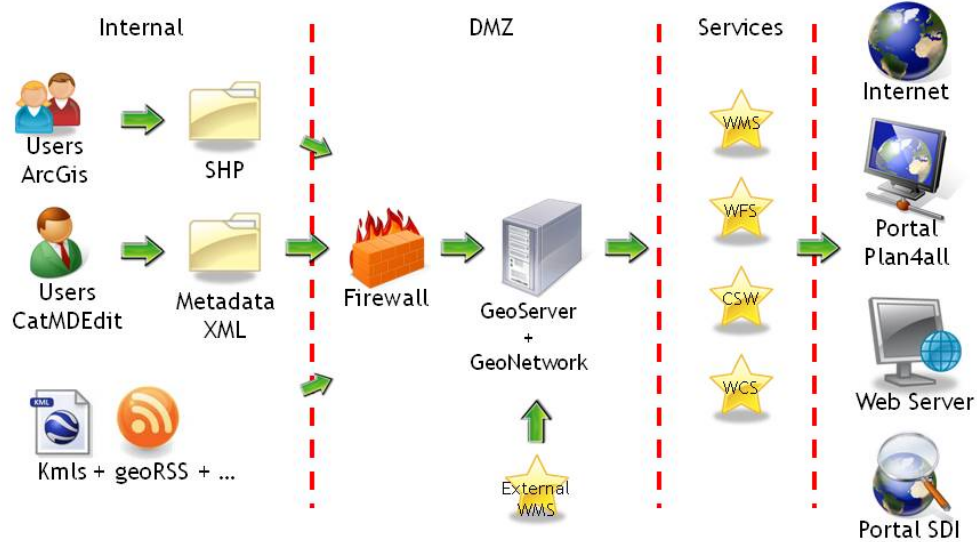 Internal
DMZ
Services
Users
ArcGis
SHP
Users
CatMDEdit
Metadata
XML
KML
Kmls + geoRSS + ...
Firewall
GeoServer
+
GeoNetwork
External
WMS
WMS
WFS
CSW
WCS
Internet
Portal
Plan4all
Web Server
Portal SDI